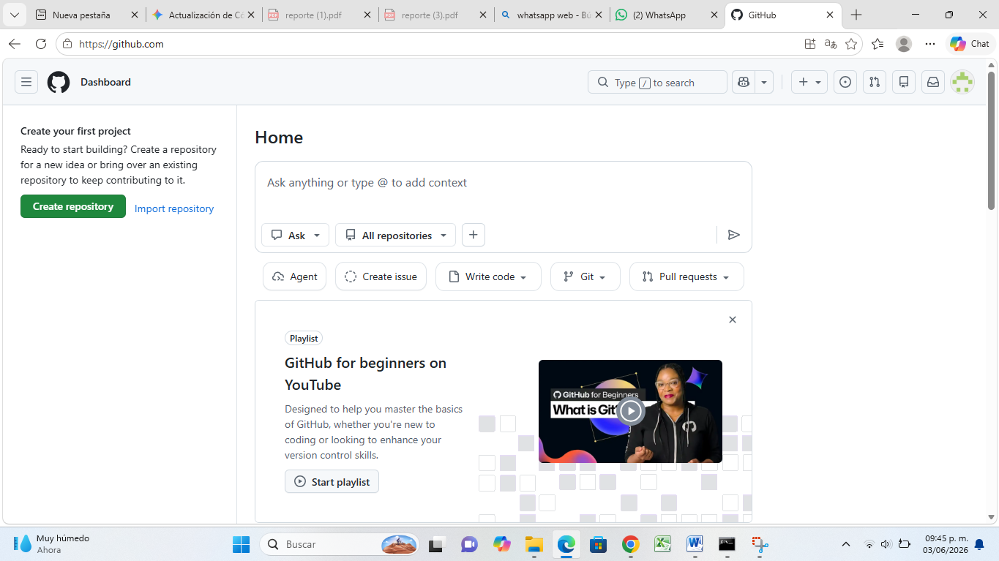 Nueva pestaña
Actualización de Có
reporte (1).pdf
reporte (3).pdf
whatsapp web - Bú
(2) WhatsApp
GitHub
https://github.com
Chat
Dashboard
Type / to search
Create your first project
Ready to start building? Create a repository
for a new idea or bring over an existing
repository to keep contributing to it.
Create repository
Import repository
Home
Ask anything or type @ to add context
Ask
All repositories
Agent
Create issue
Write code
Git
Pull requests
Playlist
GitHub for beginners on
YouTube
Designed to help you master the basics
of GitHub, whether you're new to
coding or looking to enhance your
version control skills.
Start playlist
GitHub for Beginners
What is Git?
Muy húmedo
Ahora
Buscar
09:45 p. m.
03/06/2026